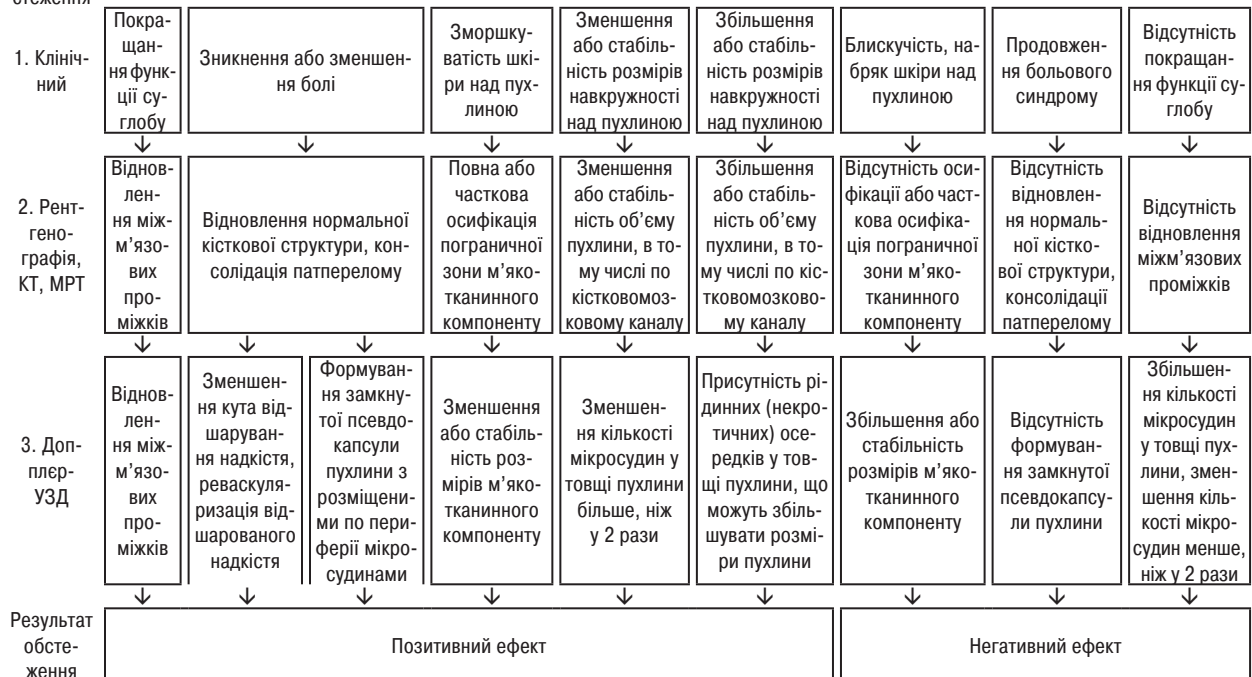 стеження
1. Клініч-
ний
Покра-
щан-
ня функ-
ції су-
глобу
Зникнення або зменшен-
ня болі
Зморшку-
ватість шкі-
ри над пух-
линою
Зменшення
або стабіль-
ність розмірів
навкружності
над пухлиною
Збільшення
або стабіль-
ність розмірів
навкружності
над пухлиною
Блискучість, на-
бряк шкіри над
пухлиною
Продовжен-
ня больового
синдрому
Відсутність
покращан-
ня функції су-
глобу
2. Рент-
гено-
графія,
КТ, МРТ
Віднов-
лен-
ня між-
м’язо-
вих
про-
міжків
Відновлення нормальної
кісткової структури, кон-
солідація патперелому
Повна або
часткова
осифікація
пограничної
зони м’яко-
тканинного
компоненту
Зменшення
або стабіль-
ність об’єму
пухлини, в то-
му числі по
кістковомоз-
ковому каналу
Збільшення
або стабіль-
ність об’єму
пухлини, в то-
му числі по кіс-
тковомозково-
му каналу
Відсутність оси-
фікації або част-
кова осифіка-
ція пограничної
зони м’яко-
тканинного
компоненту
Відсутність
відновлен-
ня нормаль-
ної кістко-
вої структури,
консолідації
патперелому
Відсутність
відновлення
міжм’язових
проміжків
3. Доп-
плєр-
УЗД
Віднов-
лен-
ня між-
м’язо-
вих
про-
міжків
Зменшен-
ня кута від-
шаруван-
ня надкістя,
реваскуля-
ризація від-
шарованого
надкістя
Формуван-
ня замкну-
тої псевдо-
капсули
пухлини з
розміщени-
ми по пери-
ферії мікро-
судинами
Зменшення
або стабіль-
ність роз-
мірів м’яко-
тканинного
компоненту
Зменшен-
ня кількості
мікросудин у
товщі пухлини
більше, ніж
у 2 рази
Присутність рі-
динних (некро-
тичних) осе-
редків у тов-
щі пухлини, що
можуть збіль-
шувати розмі-
ри пухлини
Збільшення або
стабільність
розмірів м’яко-
тканинного
компоненту
Відсутність
формуван-
ня замкнутої
псевдокапсу-
ли пухлини
Збільшен-
ня кількості
мікросудин
у товщі пух-
лини, змен-
шення кіль-
кості мікро-
судин менше,
ніж у 2 рази
Результат
обсте-
ження
Позитивний ефект
Негативний ефект